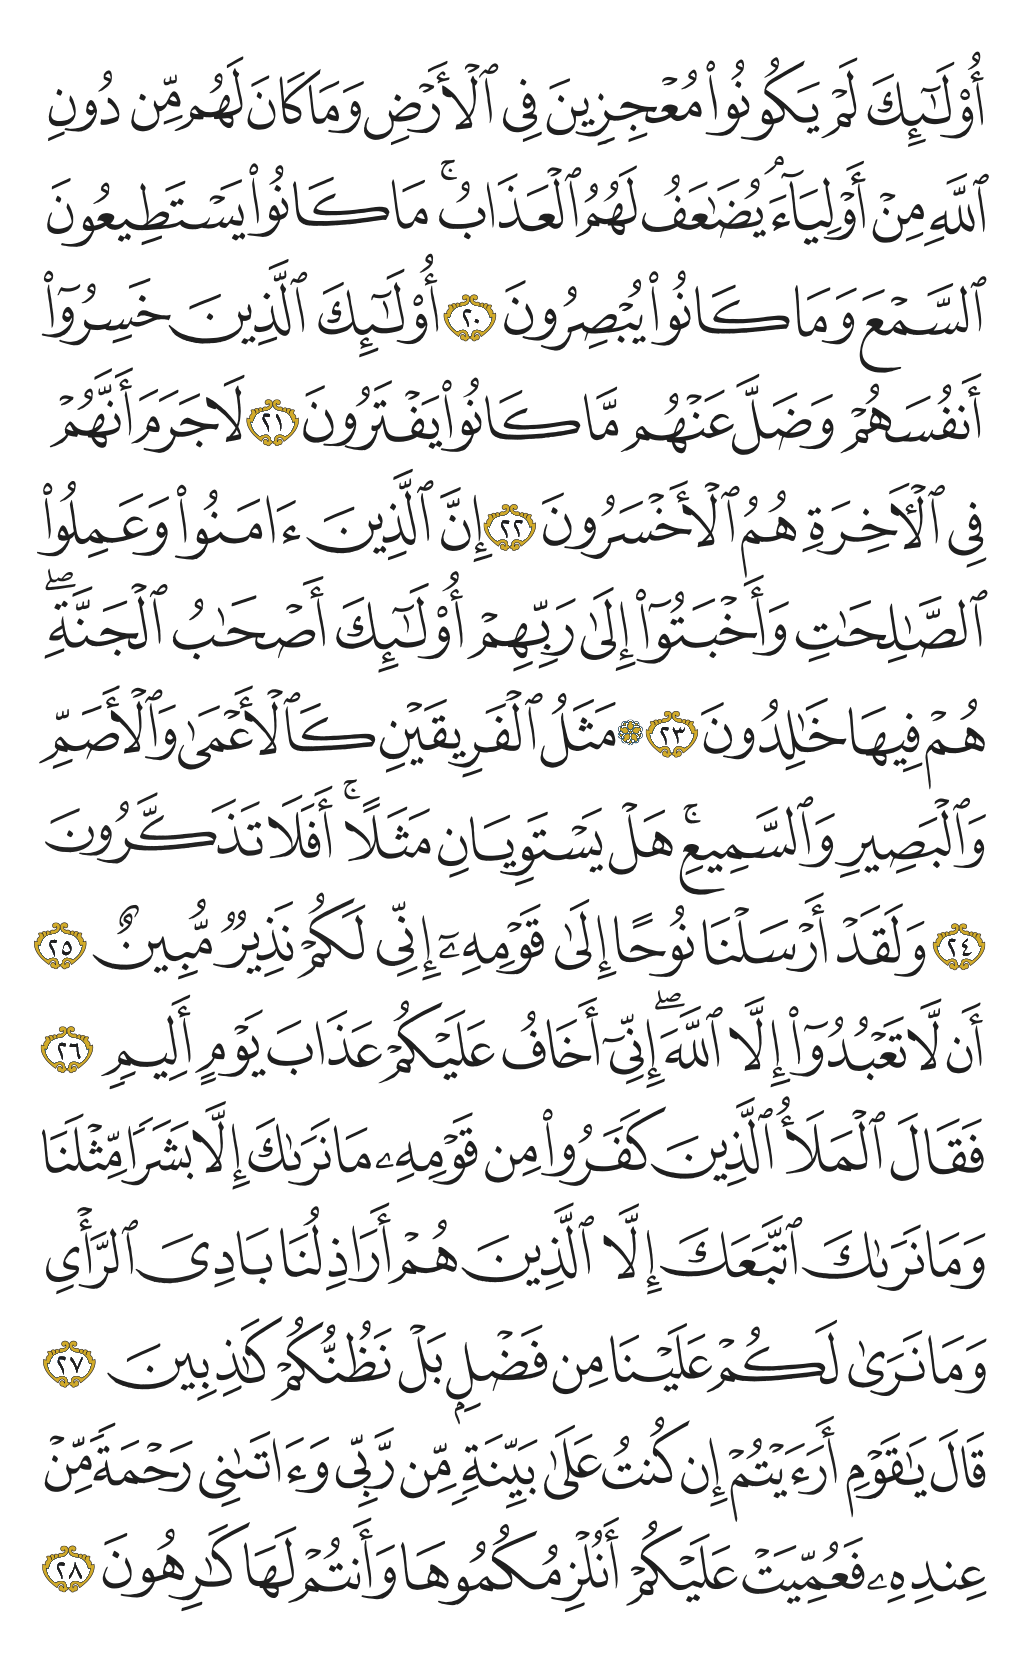 أُوْلَٰٓئِكَ لَمْ يَكُونُواْ مُعْجِزِينَ فِي ٱلْأَرْضِ وَمَا كَانَ لَهُم مِّن دُونِ
ٱللَّهِ مِنْ أَوْلِيَآءَۘ يُضَٰعَفُ لَهُمُ ٱلْعَذَابُۚ مَا كَانُواْ يَسْتَطِيعُونَ
ٱلسَّمْعَ وَمَا كَانُواْ يُبْصِرُونَ ٢٠ أُوْلَٰٓئِكَ ٱلَّذِينَ خَسِرُوٓاْ
أَنفُسَهُمْ وَضَلَّ عَنْهُم مَّا كَانُواْ يَفْتَرُونَ ٢١ لَا جَرَمَ أَنَّهُمْ
فِي ٱلْأٓخِرَةِ هُمُ ٱلْأَخْسَرُونَ ٢٢ إِنَّ ٱلَّذِينَ ءَامَنُواْ وَعَمِلُواْ
ٱلصَّٰلِحَٰتِ وَأَخْبَتُوٓاْ إِلَىٰ رَبِّهِمْ أُوْلَٰٓئِكَ أَصْحَٰبُ ٱلْجَنَّةِۖ
هُمْ فِيهَا خَٰلِدُونَ ٢٣ ۞ مَثَلُ ٱلْفَرِيقَيْنِ كَٱلْأَعْمَىٰ وَٱلْأَصَمِّ
وَٱلْبَصِيرِ وَٱلسَّمِيعِۚ هَلْ يَسْتَوِيَانِ مَثَلًاۚ أَفَلَا تَذَكَّرُونَ
٢٤ وَلَقَدْ أَرْسَلْنَا نُوحًا إِلَىٰ قَوْمِهِۦٓ إِنِّي لَكُمْ نَذِيرٌ مُّبِينٌ ٢٥
أَن لَّا تَعْبُدُوٓاْ إِلَّا ٱللَّهَۖ إِنِّيٓ أَخَافُ عَلَيْكُمْ عَذَابَ يَوْمٍ أَلِيمٍ ٢٦
فَقَالَ ٱلْمَلَأُ ٱلَّذِينَ كَفَرُواْ مِن قَوْمِهِۦ مَا نَرَىٰكَ إِلَّا بَشَرًا مِّثْلَنَا
وَمَا نَرَىٰكَ ٱتَّبَعَكَ إِلَّا ٱلَّذِينَ هُمْ أَرَاذِلُنَا بَادِيَ ٱلرَّأْيِ
وَمَا نَرَىٰ لَكُمْ عَلَيْنَا مِن فَضْلٍۭ بَلْ نَظُنُّكُمْ كَٰذِبِينَ ٢٧
قَالَ يَٰقَوْمِ أَرَءَيْتُمْ إِن كُنتُ عَلَىٰ بَيِّنَةٍ مِّن رَّبِّي وَءَاتَىٰنِي رَحْمَةً مِّنْ
عِندِهِۦ فَعُمِّيَتْ عَلَيْكُمْ أَنُلْزِمُكُمُوهَا وَأَنتُمْ لَهَا كَٰرِهُونَ ٢٨